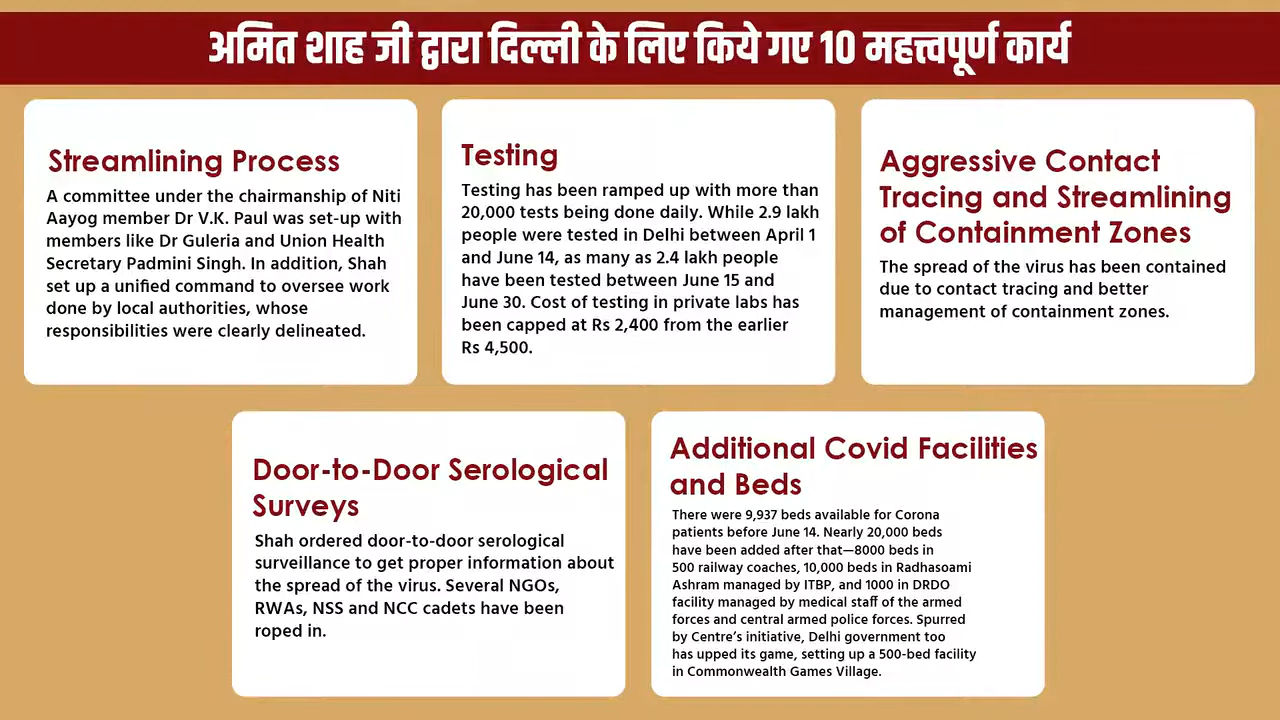 अमित शाह जी द्वारा दिल्ली के लिए किये गए 10 महत्त्वपूर्ण कार्य
Streamlining Process
A committee under the chairmanship of Niti
Aayog member Dr V.K. Paul was set-up with
members like Dr Guleria and Union Health
Secretary Padmini Singh. In addition, Shah
set up a unified command to oversee work
done by local authorities, whose
responsibilities were clearly delineated.
Testing
Testing has been ramped up with more than
20,000 tests being done daily. While 2.9 lakh
people were tested in Delhi between April 1
and June 14, as many as 2.4 lakh people
have been tested between June 15 and
June 30. Cost of testing in private labs has
been capped at Rs 2,400 from the earlier
Rs 4,500.
Aggressive Contact
Tracing and Streamlining
of Containment Zones
The spread of the virus has been contained
due to contact tracing and better
management of containment zones.
Door-to-Door Serological
Surveys
Shah ordered door-to-door serological
surveillance to get proper information about
the spread of the virus. Several NGOs,
RWAs, NSS and NCC cadets have been
roped in.
Additional Covid Facilities
and Beds
There were 9,937 beds available for Corona
patients before June 14. Nearly 20,000 beds
have been added after that—8000 beds in
500 railway coaches, 10,000 beds in Radhasoami
Ashram managed by ITBP, and 1000 in DRDO
facility managed by medical staff of the armed
forces and central armed police forces. Spurred
by Centre's initiative, Delhi government too
has upped its game, setting up a 500-bed facility
in Commonwealth Games Village.